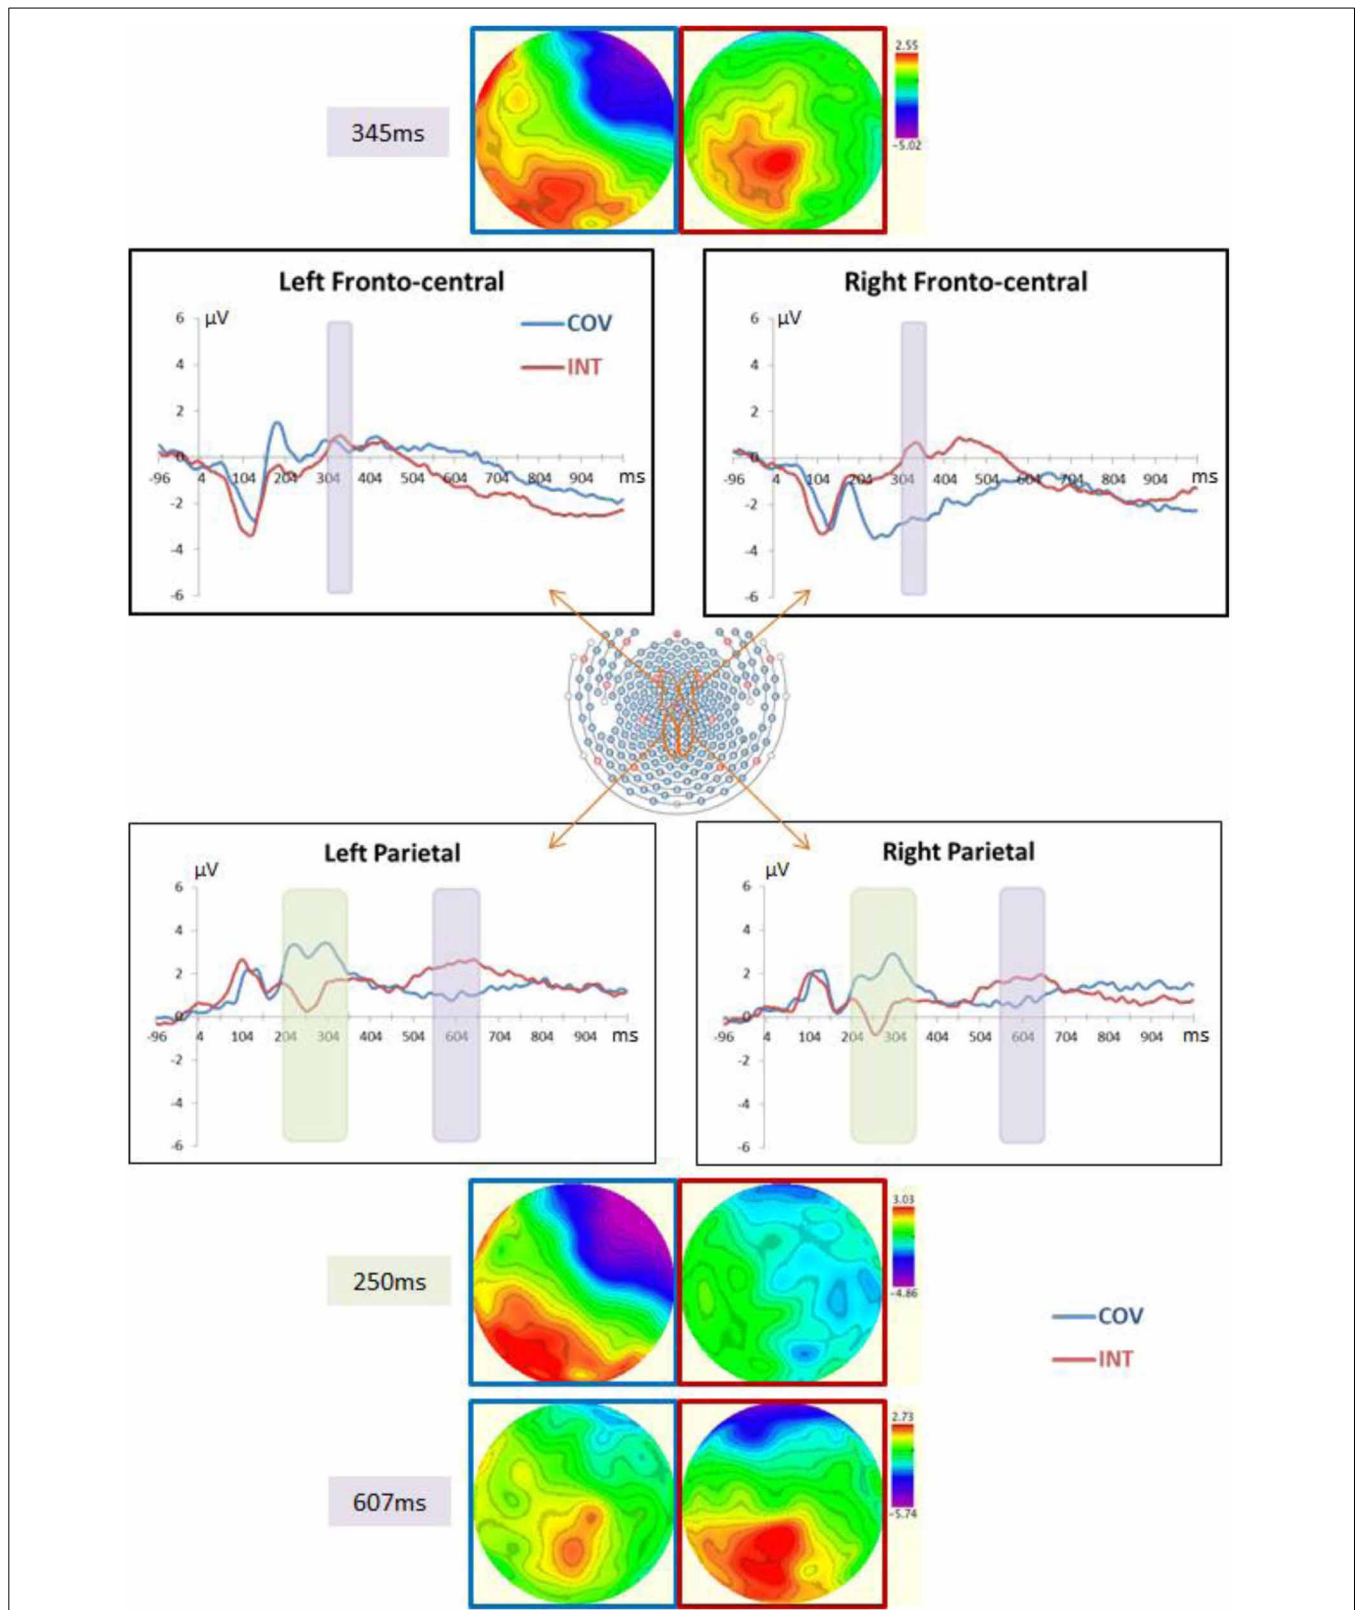 2.55
345ms
-5.02
Left Fronto-central
Right Fronto-central
6 μV
COV
6 μV
4
INT
4
2
2
0
0
-96 4 104 204 304 404 504 604 704 804 904 ms
-96 4 104 204 304 404 504 604 704 804 904 ms
-2
-2
-4
-4
-6
-6
Left Parietal
Right Parietal
μV
μV
6
6
4
4
2
2
0
0
-96 4 104 204 304 404 504 604 704 804 904 ms
-96 4 104 204 304 404 504 604 704 804 904 ms
-2
-2
-4
-4
-6
-6
3.03
250ms
-4.86
COV
INT
2.73
607ms
-5.74